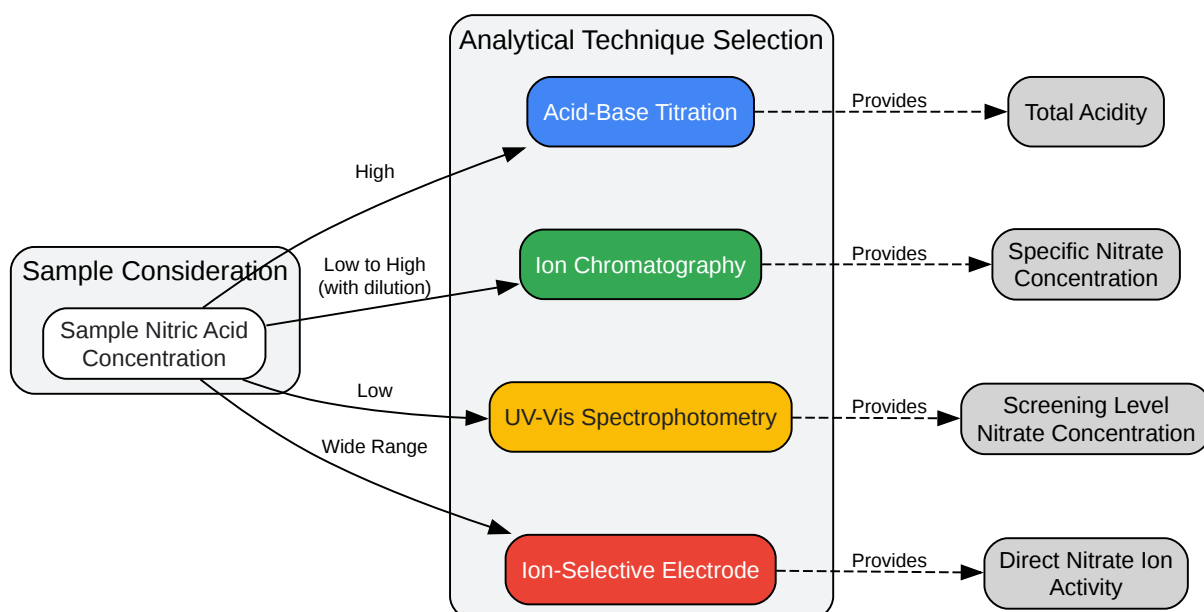 Analytical Technique Selection
Acid-Base Titration
Provides
Total Acidity
High
Sample Consideration
Sample Nitric Acid
Concentration
Low to High
(with dilution)
Ion Chromatography
Provides
Specific Nitrate
Concentration
Low
UV-Vis Spectrophotometry
Provides
Screening Level
Nitrate Concentration
Wide Range
Ion-Selective Electrode
Provides
Direct Nitrate Ion
Activity